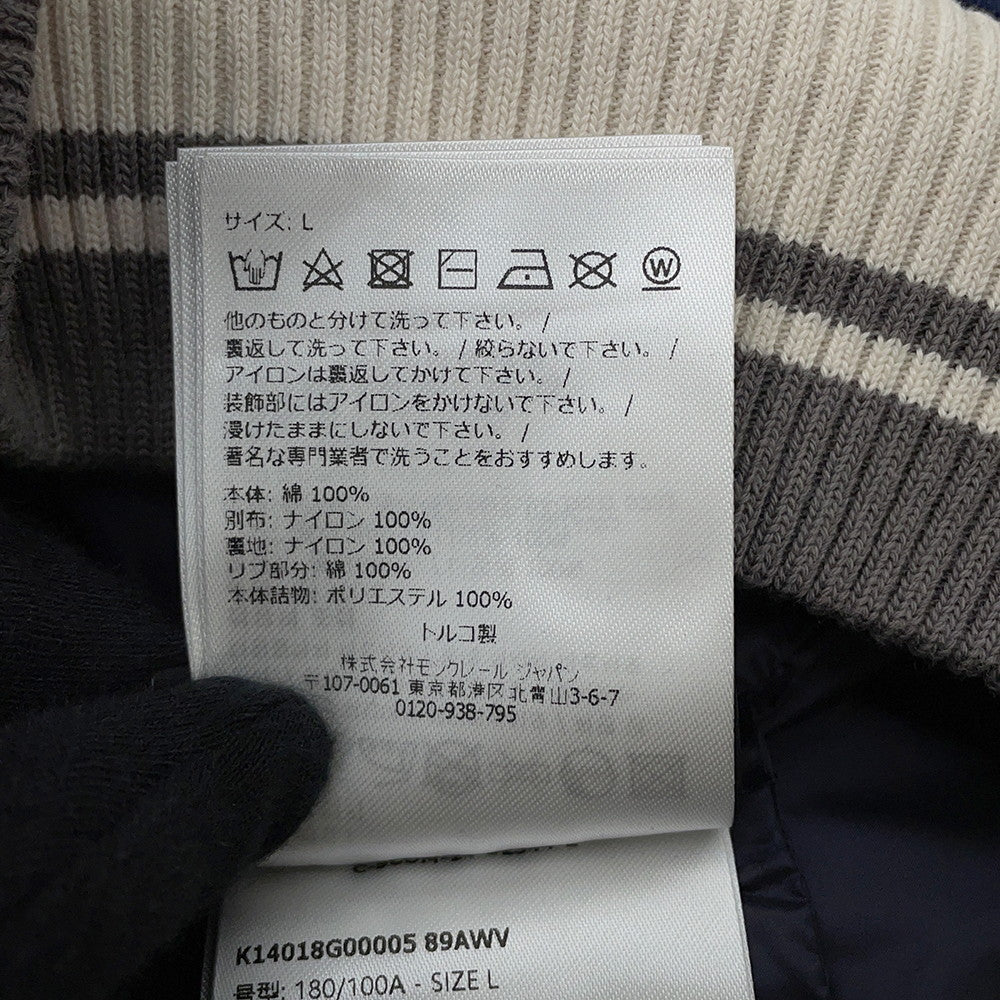 サイズ: L
W
他のものと分けて洗って下さい。 /
裏返して洗って下さい。 / 絞らないで下さい。 /
アイロンは裏返してかけて下さい。 /
装飾部にはアイロンをかけないで下さい。 /
浸けたままにしないで下さい。 /
著名な専門業者で洗うことをおすすめします。
本体: 綿 100%
別布: ナイロン 100%
裏地: ナイロン 100%
リブ部分: 綿 100%
本体詰物: ポリエステル 100%
トルコ製
株式会社モンクレール ジャパン
〒107-0061 東京都港区北青山3-6-7
0120-938-795
K14018G00005 89AWV
号型: 180/100A - SIZE L